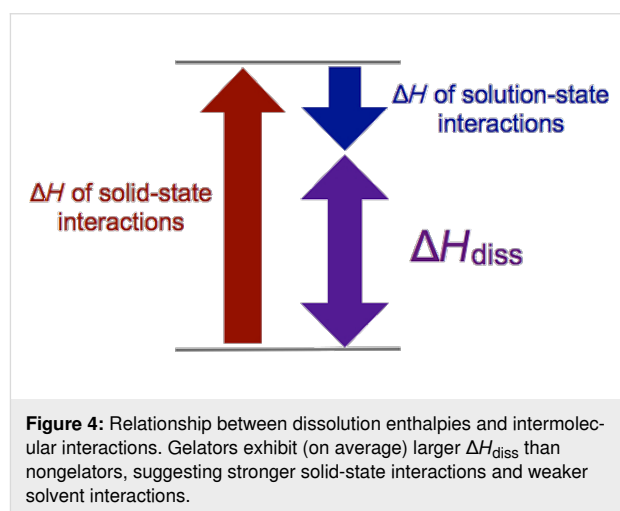 ΔH of solution-state
interactions
ΔH of solid-state
interactions
ΔHdiss
Figure 4: Relationship between dissolution enthalpies and intermolec-
ular interactions. Gelators exhibit (on average) larger ΔHdiss than
nongelators, suggesting stronger solid-state interactions and weaker
solvent interactions.